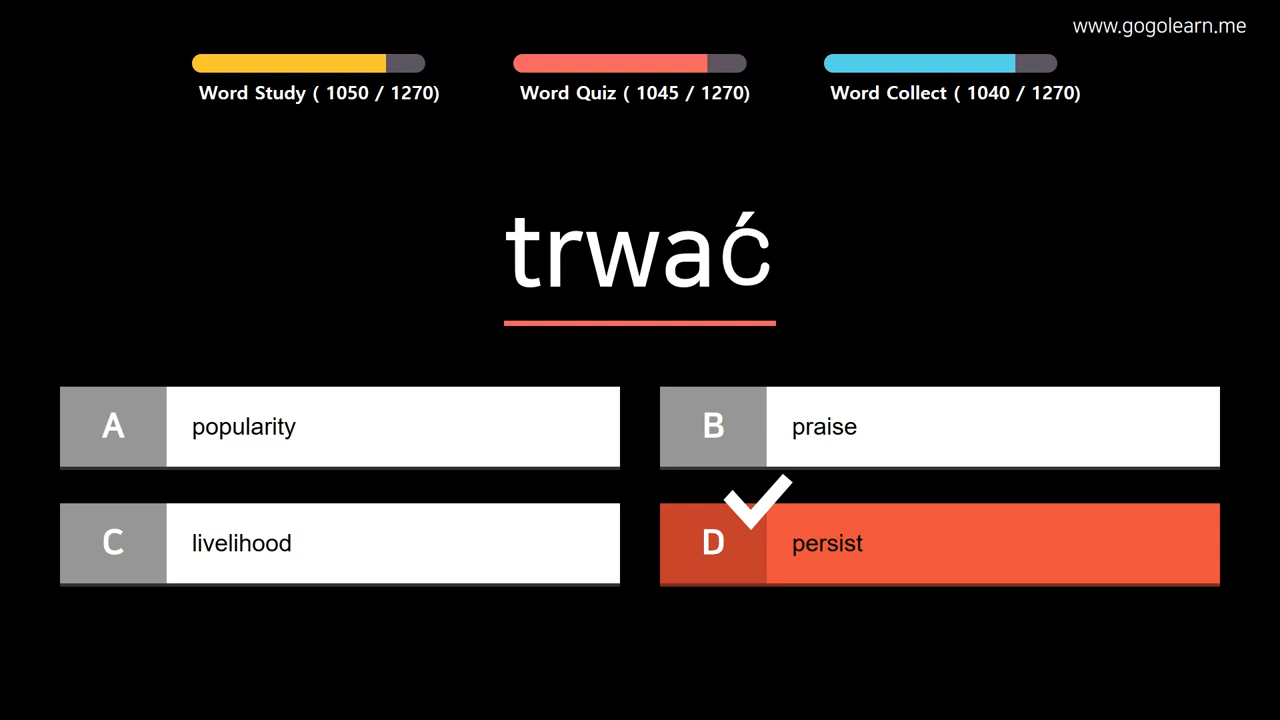 www.gogolearn.me
Word Study ( 1050 / 1270)
Word Quiz ( 1045 / 1270)
Word Collect ( 1040 / 1270)
trwać
A popularity
B praise
C livelihood
D persist